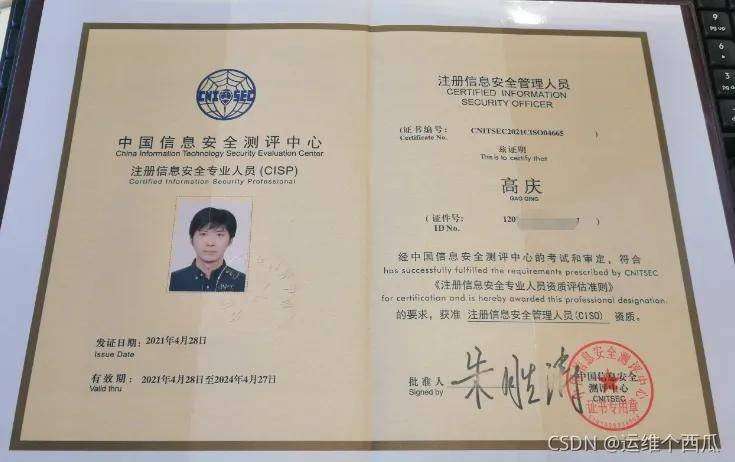 CNITSEC
中国信息安全测评中心
China Information Technology Security Evaluation Center
注册信息安全专业人员(CISP)
Certified Information Security Professional
发证日期:2021年4月28日
Issue Date
有效期:2021年4月28日至2024年4月27日
Valid thru
注册信息安全管理人员
CERTIFIED INFORMATION
SECURITY OFFICER
(证书编号: CNITSEC2021CISO04665 )
Certificate No.
兹证明
This is to certify that
高庆
GAO QING
(证件号: 120
ID No.
经中国信息安全测评中心的考试和审定,符合
has successfully fulfilled the requirements prescribed by CNITSEC
《注册信息安全专业人员资质评估准则》
for certification and is hereby awarded this professional designation.
的要求,获准 注册信息安全管理人员(CISO) 资质。
批准人
Signed by
朱胜涛
中国信息安全
测评中心
CNITSEC
证书专用章
9
pg up
6
3
pg dn
CSDN @运维个西瓜